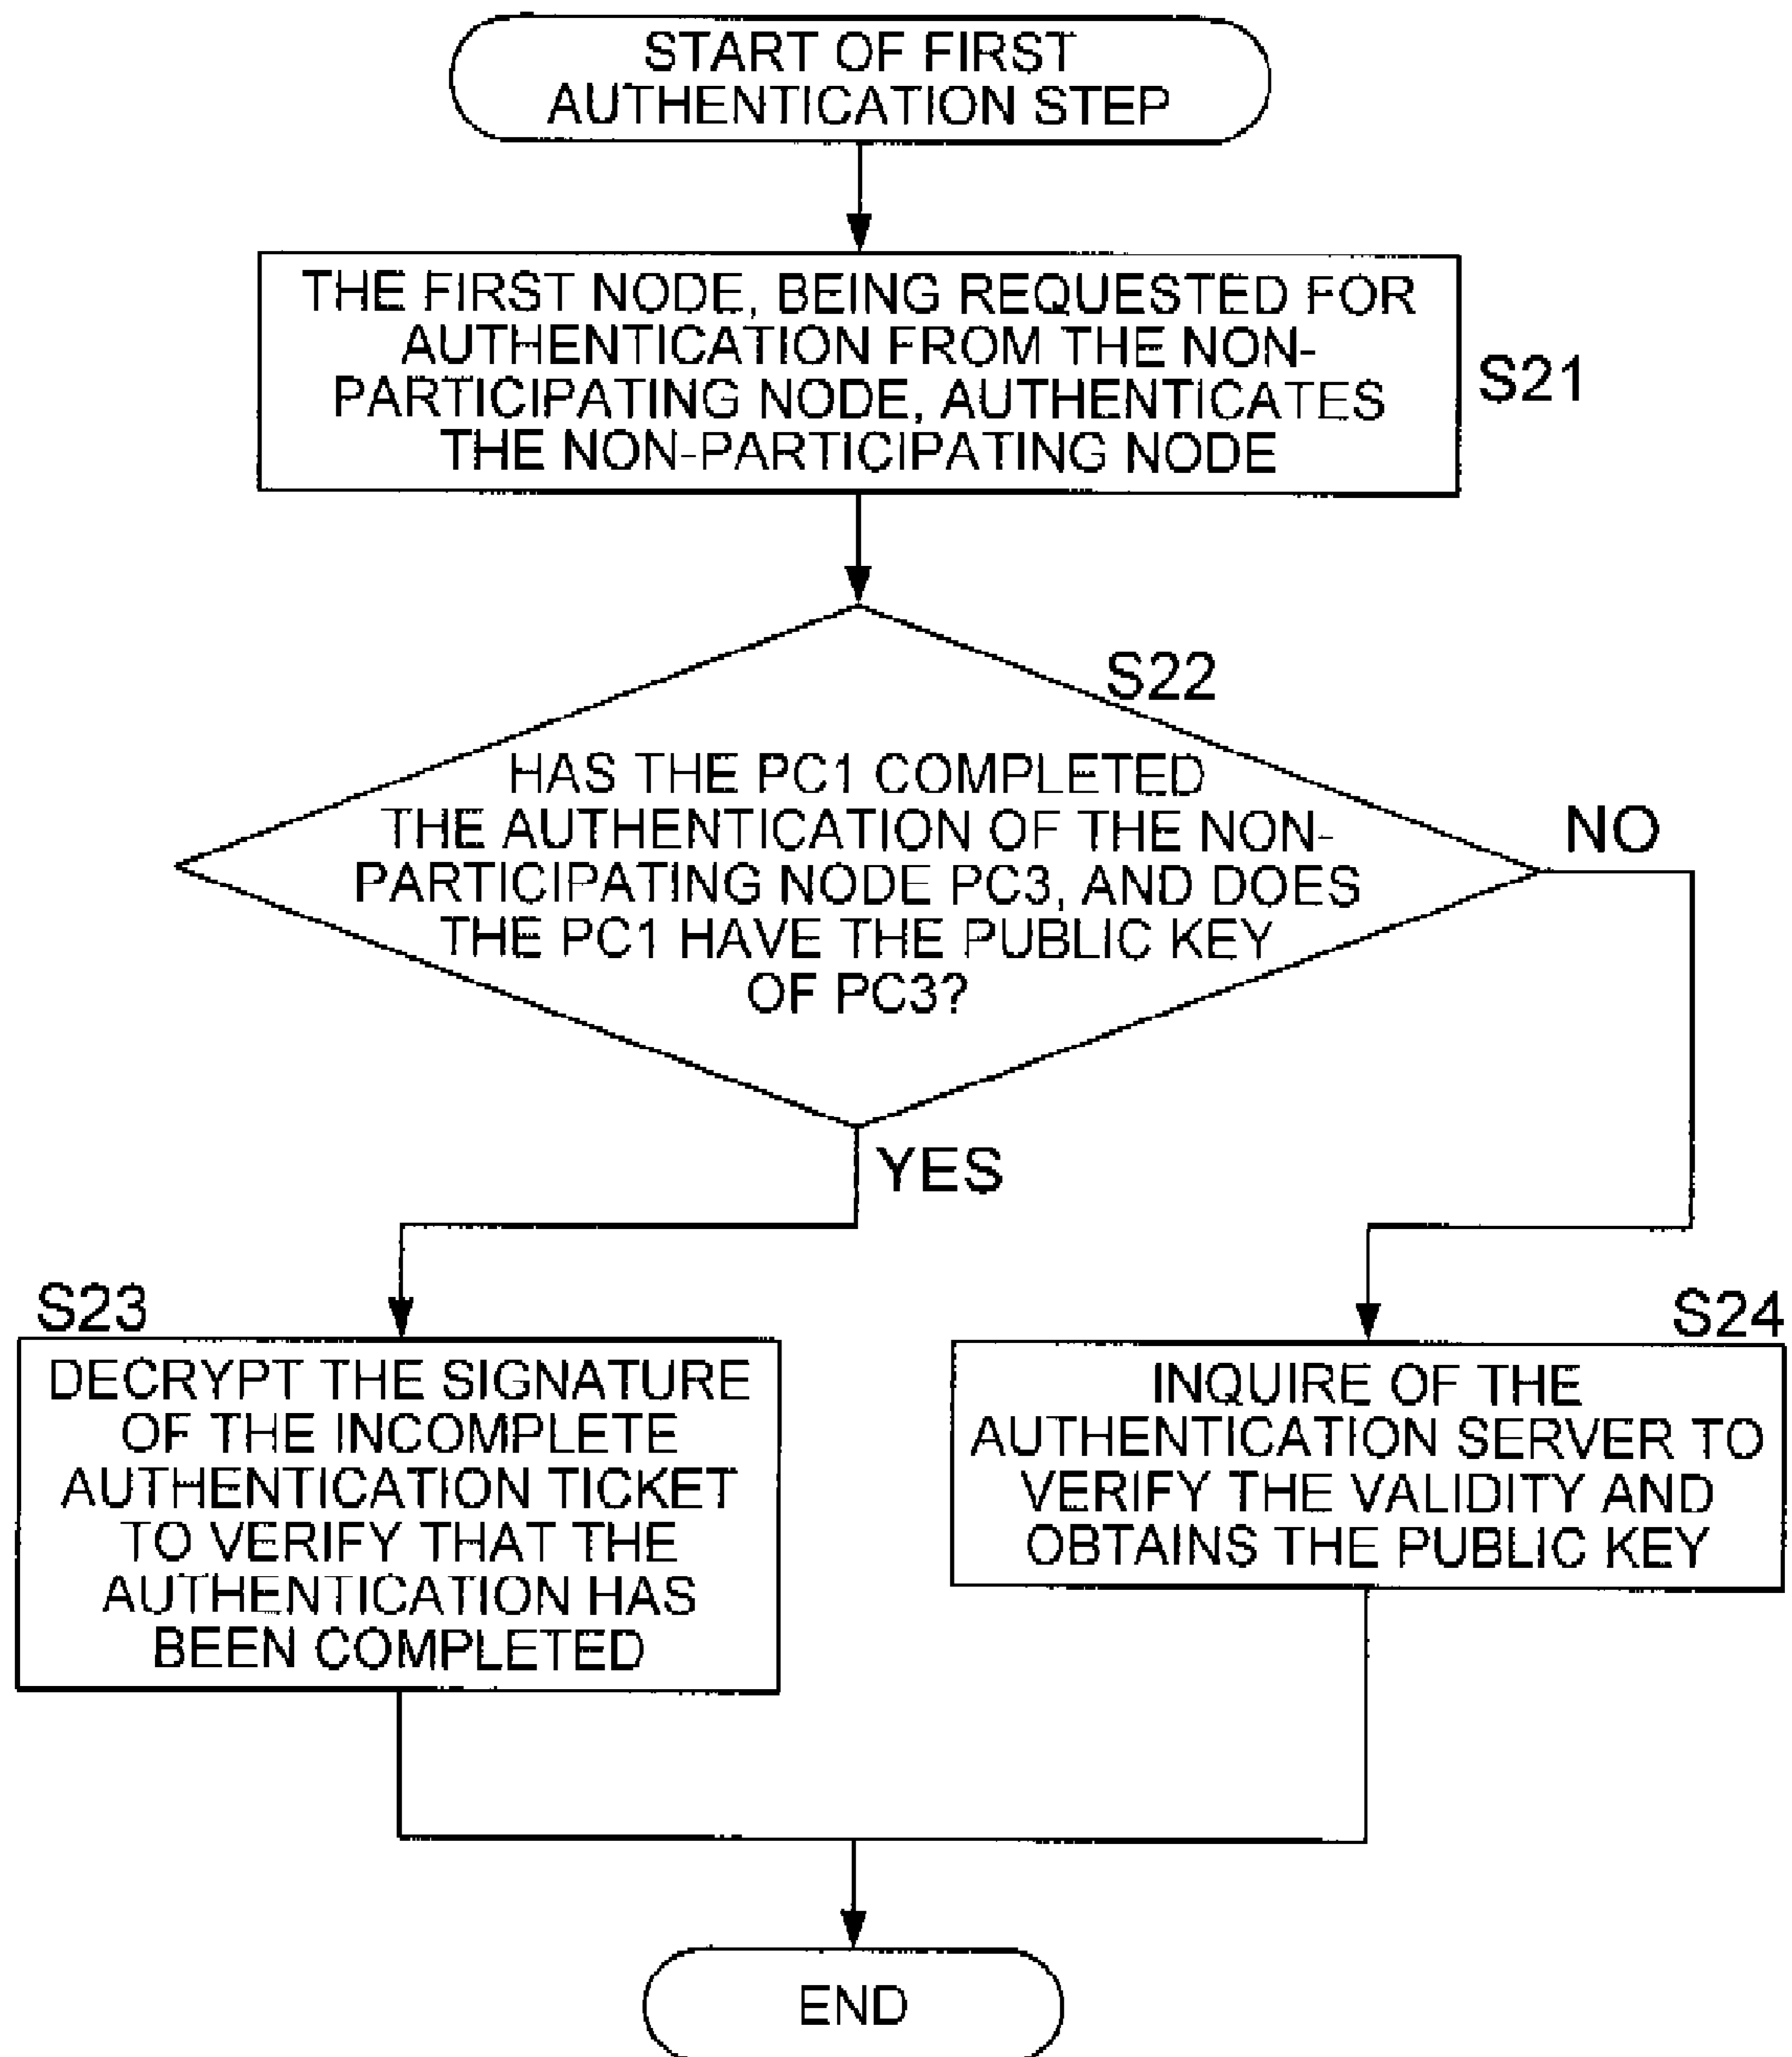 START OF FIRST
AUTHENTICATION STEP
THE FIRST NODE, BEING REQUESTED FOR
AUTHENTICATION FROM THE NON-
PARTICIPATING NODE, AUTHENTICATES
THE NON-PARTICIPATING NODE
S21
S22
HAS THE PC1 COMPLETED
THE AUTHENTICATION OF THE NON-
PARTICIPATING NODE PC3, AND DOES
THE PC1 HAVE THE PUBLIC KEY
OF PC3?
NO
YES
S23
DECRYPT THE SIGNATURE
OF THE INCOMPLETE
AUTHENTICATION TICKET
TO VERIFY THAT THE
AUTHENTICATION HAS
BEEN COMPLETED
S24
INQUIRE OF THE
AUTHENTICATION SERVER TO
VERIFY THE VALIDITY AND
OBTAINS THE PUBLIC KEY
END